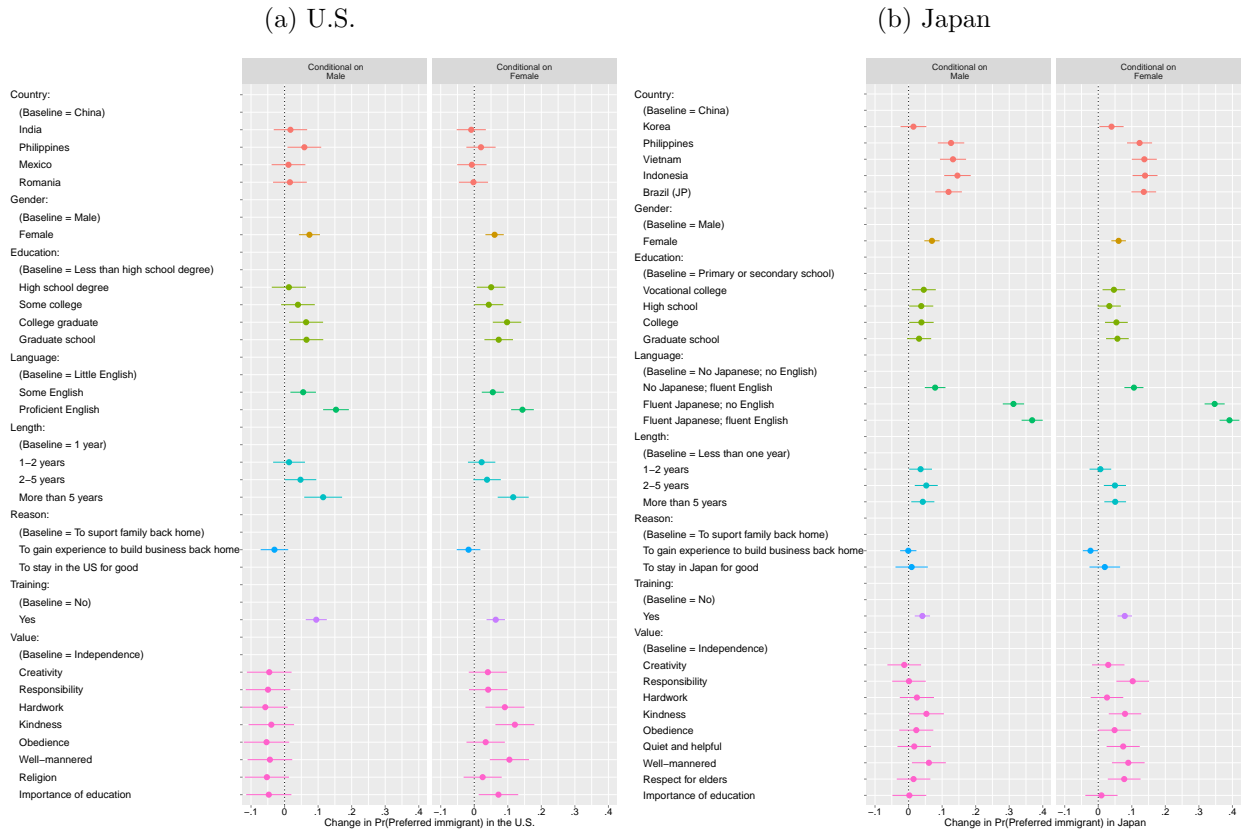 (a) U.S.
Conditional on
Male
Conditional on
Female
Country:
(Baseline = China)
India
Philippines
Mexico
Romania
Gender:
(Baseline = Male)
Female
Education:
(Baseline = Less than high school degree)
High school degree
Some college
College graduate
Graduate school
Language:
(Baseline = Little English)
Some English
Proficient English
Length:
(Baseline = 1 year)
1−2 years
2−5 years
More than 5 years
Reason:
(Baseline = To suport family back home)
To gain experience to build business back home
To stay in the US for good
Training:
(Baseline = No)
Yes
Value:
(Baseline = Independence)
Creativity
Responsibility
Hardwork
Kindness
Obedience
Well−mannered
Religion
Importance of education
−.1 0 .1 .2 .3 .4 −.1 0 .1 .2 .3 .4
Change in Pr(Preferred immigrant) in the U.S.
(b) Japan
Conditional on
Male
Conditional on
Female
Country:
(Baseline = China)
Korea
Philippines
Vietnam
Indonesia
Brazil (JP)
Gender:
(Baseline = Male)
Female
Education:
(Baseline = Primary or secondary school)
Vocational college
High school
College
Graduate school
Language:
(Baseline = No Japanese; no English)
No Japanese; fluent English
Fluent Japanese; no English
Fluent Japanese; fluent English
Length:
(Baseline = Less than one year)
1−2 years
2−5 years
More than 5 years
Reason:
(Baseline = To suport family back home)
To gain experience to build business back home
To stay in Japan for good
Training:
(Baseline = No)
Yes
Value:
(Baseline = Independence)
Creativity
Responsibility
Hardwork
Kindness
Obedience
Quiet and helpful
Well−mannered
Respect for elders
Importance of education
−.1 0 .1 .2 .3 .4 −.1 0 .1 .2 .3 .4
Change in Pr(Preferred immigrant) in Japan